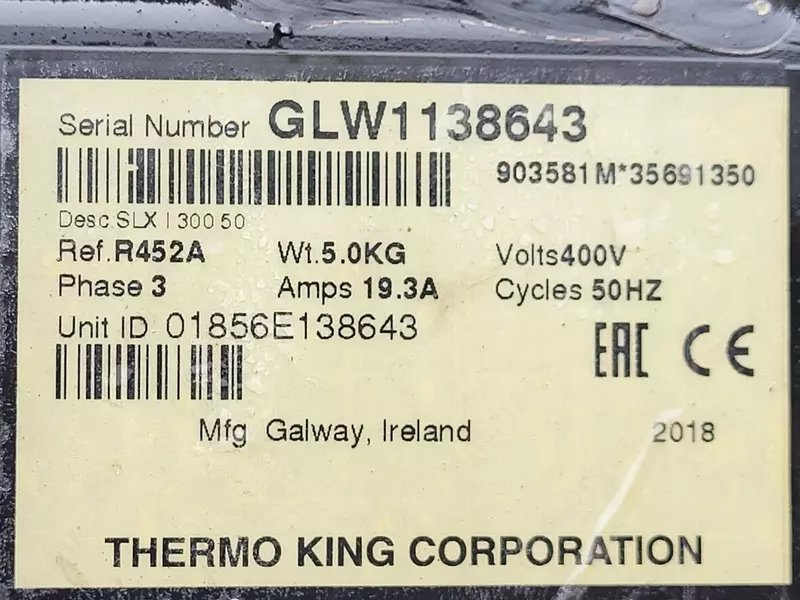 Serial Number GLW1138643
903581M*35691350
Desc.SLX I 300 50
Ref.R452A Wt.5.0KG Volts400V
Phase 3 Amps 19.3A Cycles 50HZ
Unit ID 01856E138643
EAC CE
Mfg Galway, Ireland 2018
THERMO KING CORPORATION